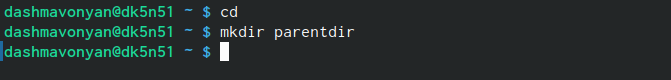 dashmavonyan@dk5n51 ~ $ cd
dashmavonyan@dk5n51 ~ $ mkdir parentdir
dashmavonyan@dk5n51 ~ $